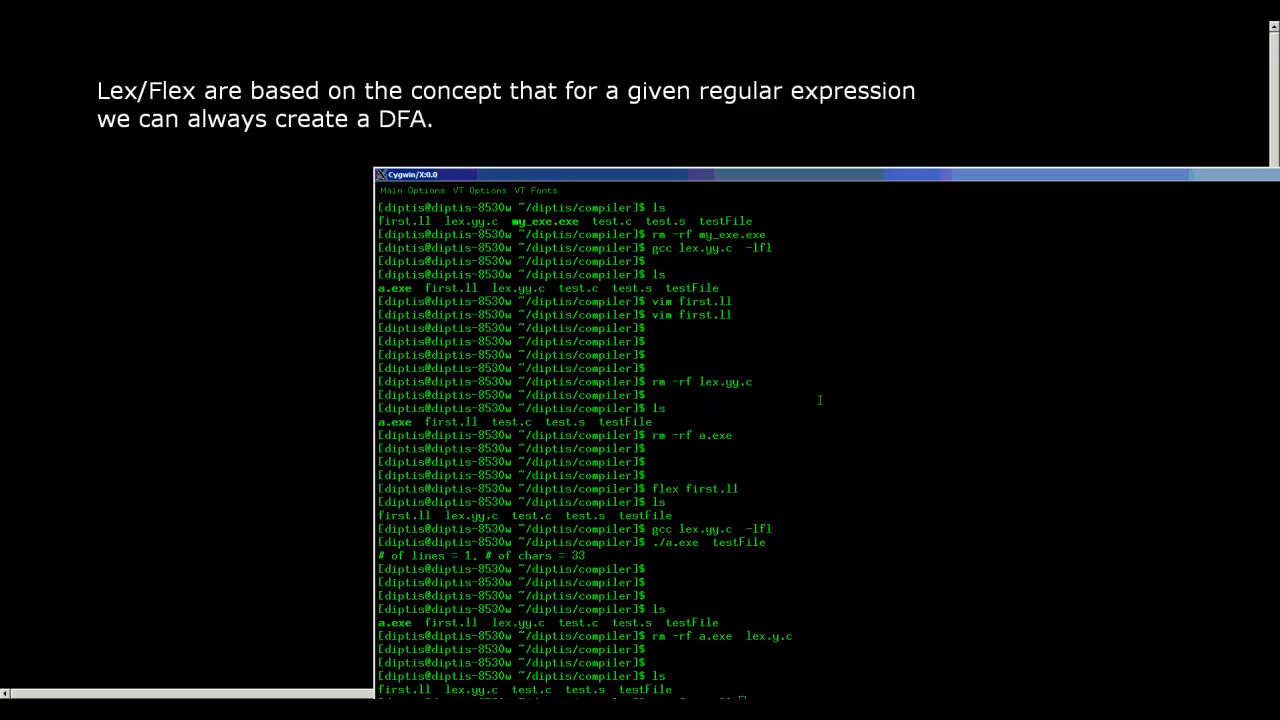 Lex/Flex are based on the concept that for a given regular expression
we can always create a DFA.
Cygwin/X:0.0
Main Options VT Options VT Fonts
[diptis@diptis-8530w ~/diptis/compiler]$ ls
first.ll lex.yy.c my_exe.exe test.c test.s testFile
[diptis@diptis-8530w ~/diptis/compiler]$ rm -rf my_exe.exe
[diptis@diptis-8530w ~/diptis/compiler]$ gcc lex.yy.c -lfl
[diptis@diptis-8530w ~/diptis/compiler]$
[diptis@diptis-8530w ~/diptis/compiler]$ ls
a.exe first.ll lex.yy.c test.c test.s testFile
[diptis@diptis-8530w ~/diptis/compiler]$ vim first.ll
[diptis@diptis-8530w ~/diptis/compiler]$ vim first.ll
[diptis@diptis-8530w ~/diptis/compiler]$
[diptis@diptis-8530w ~/diptis/compiler]$
[diptis@diptis-8530w ~/diptis/compiler]$
[diptis@diptis-8530w ~/diptis/compiler]$
[diptis@diptis-8530w ~/diptis/compiler]$ rm -rf lex.yy.c
[diptis@diptis-8530w ~/diptis/compiler]$
[diptis@diptis-8530w ~/diptis/compiler]$ ls
a.exe first.ll test.c test.s testFile
[diptis@diptis-8530w ~/diptis/compiler]$ rm -rf a.exe
[diptis@diptis-8530w ~/diptis/compiler]$
[diptis@diptis-8530w ~/diptis/compiler]$
[diptis@diptis-8530w ~/diptis/compiler]$
[diptis@diptis-8530w ~/diptis/compiler]$ flex first.ll
[diptis@diptis-8530w ~/diptis/compiler]$ ls
first.ll lex.yy.c test.c test.s testFile
[diptis@diptis-8530w ~/diptis/compiler]$ gcc lex.yy.c -lfl
[diptis@diptis-8530w ~/diptis/compiler]$ ./a.exe testFile
# of lines = 1, # of chars = 33
[diptis@diptis-8530w ~/diptis/compiler]$
[diptis@diptis-8530w ~/diptis/compiler]$
[diptis@diptis-8530w ~/diptis/compiler]$
[diptis@diptis-8530w ~/diptis/compiler]$ ls
a.exe first.ll lex.yy.c test.c test.s testFile
[diptis@diptis-8530w ~/diptis/compiler]$ rm -rf a.exe lex.y.c
[diptis@diptis-8530w ~/diptis/compiler]$
[diptis@diptis-8530w ~/diptis/compiler]$
[diptis@diptis-8530w ~/diptis/compiler]$ ls
first.ll lex.yy.c test.c test.s testFile